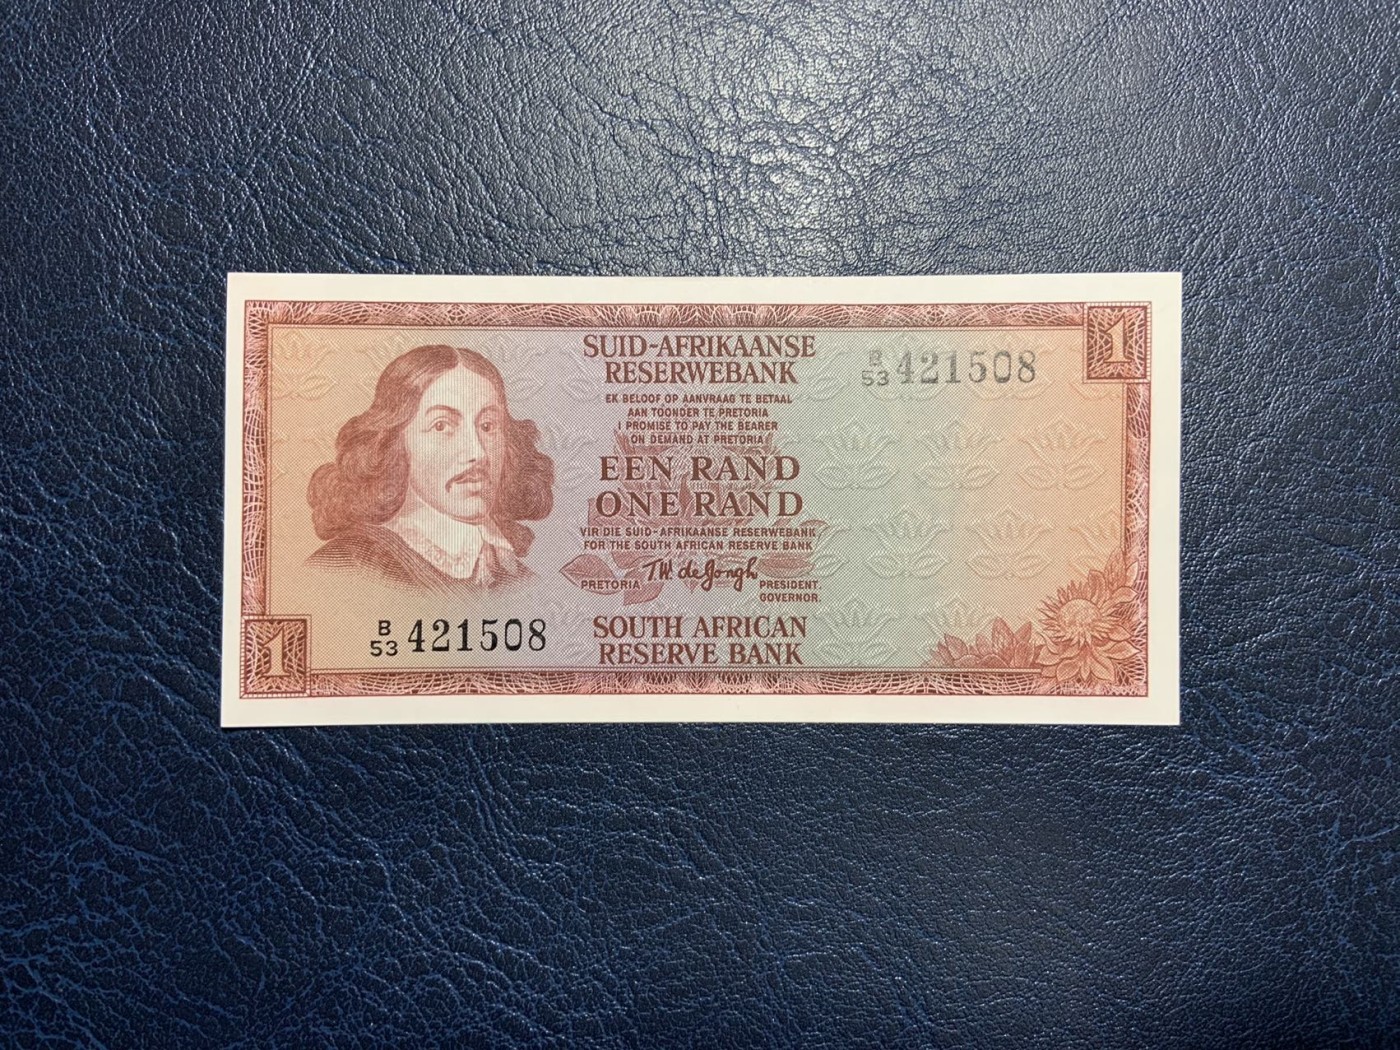 1
SUID-AFRIKAANSE
RESERWEBANK
B/53 421508
EK BELOOF OP AANVRAAG TE BETAAL
AAN TOONDER TE PRETORIA
I PROMISE TO PAY THE BEARER
ON DEMAND AT PRETORIA
EEN RAND
ONE RAND
VIR DIE SUID-AFRIKAANSE RESERWEBANK
FOR THE SOUTH AFRICAN RESERVE BANK
PRETORIA T.W. de Jongh PRESIDENT.
GOVERNOR.
B/53 421508
SOUTH AFRICAN
RESERVE BANK
1